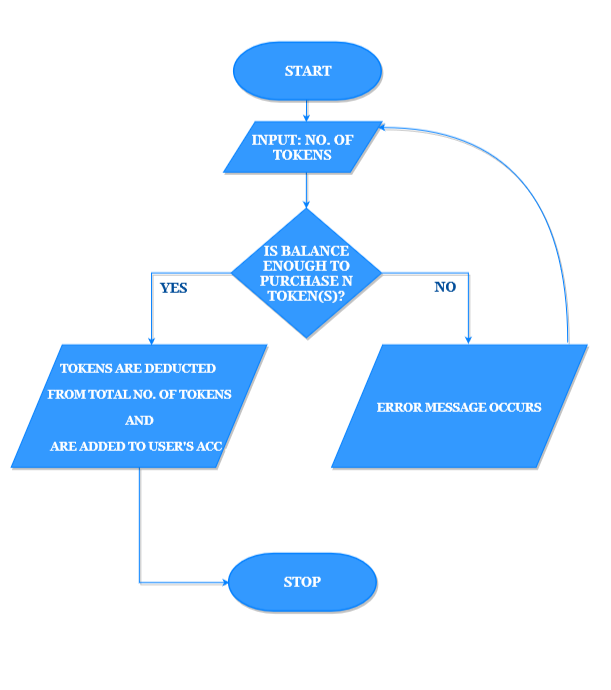 START
INPUT: NO. OF
TOKENS
IS BALANCE
ENOUGH TO
PURCHASE N
TOKEN(S)?
YES
NO
TOKENS ARE DEDUCTED
FROM TOTAL NO. OF TOKENS
AND
ARE ADDED TO USER'S ACC
ERROR MESSAGE OCCURS
STOP